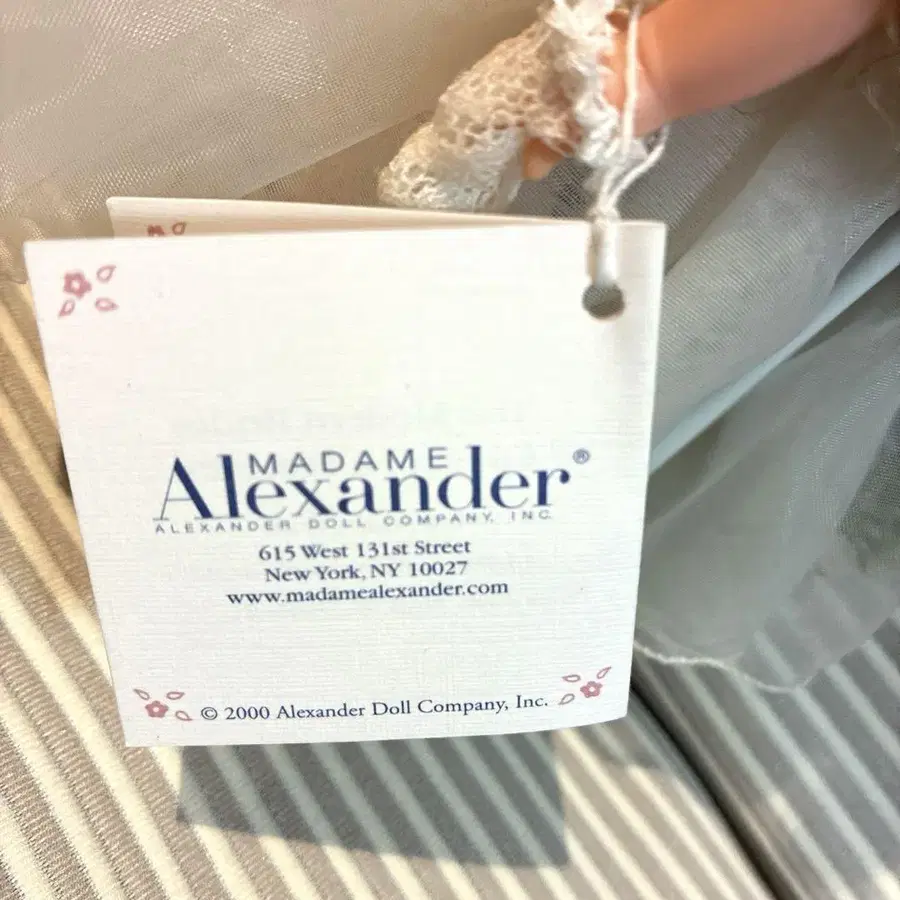 MADAME
Alexander®
ALEXANDER DOLL COMPANY, INC.
615 West 131st Street
New York, NY 10027
www.madamealexander.com
© 2000 Alexander Doll Company, Inc.